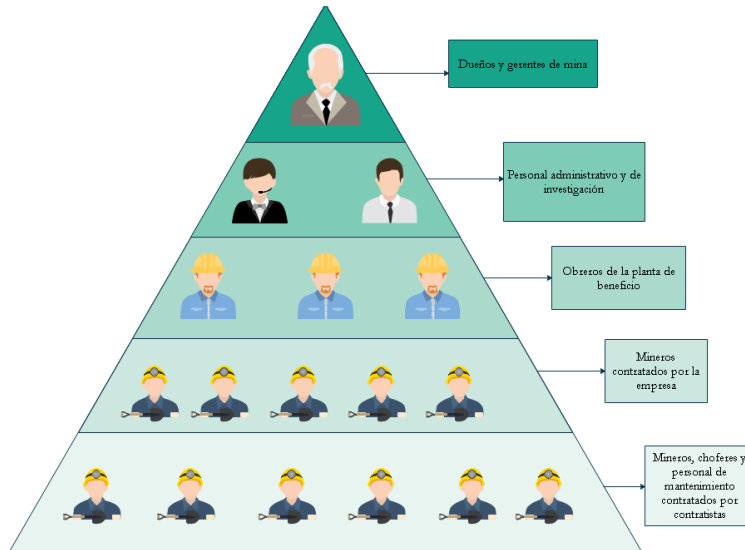 Dueños y gerentes de mina
Personal administrativo y de
investigación
Obreros de la planta de
beneficio
Mineros
contratados por la
empresa
Mineros, choferes y
personal de
mantenimiento
contratados por
contratistas